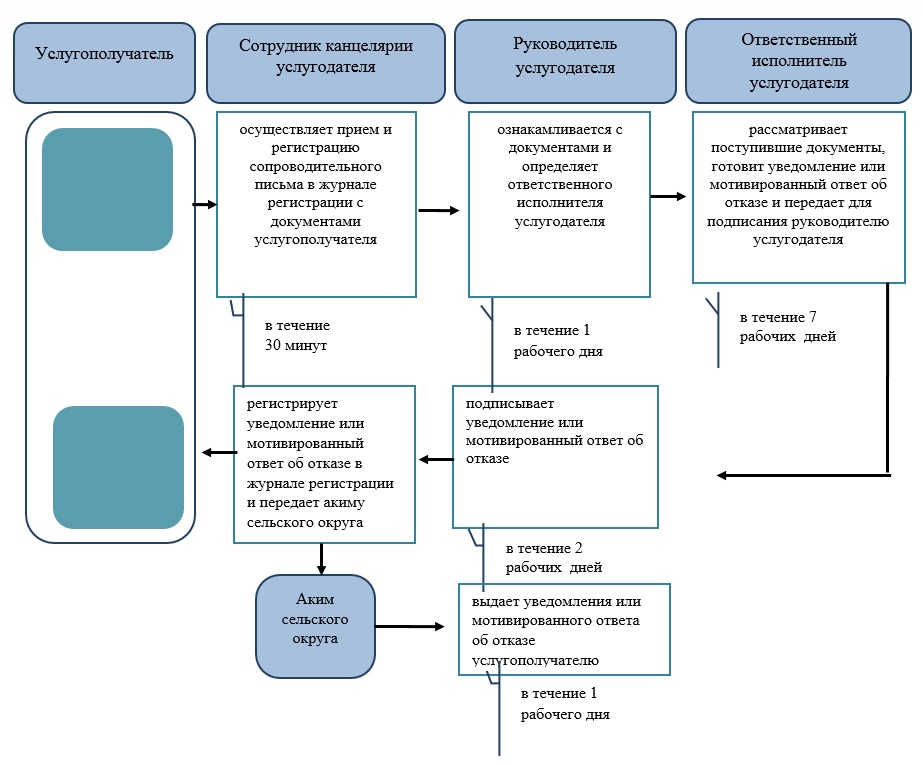 Услугополучатель
Сотрудник канцелярии
услугодателя
Руководитель
услугодателя
Ответственный
исполнитель
услугодателя
осуществляет прием и
регистрацию
сопроводительного
письма в журнале
регистрации с
документами
услугополучателя
ознакамливается с
документами и
определяет
ответственного
исполнителя
услугодателя
рассматривает
поступившие документы,
готовит уведомление или
мотивированный ответ об
отказе и передает для
подписания руководителю
услугодателя
в течение
30 минут
в течение 1
рабочего дня
в течение 7
рабочих дней
регистрирует
уведомление или
мотивированный
ответ об отказе в
журнале регистрации
и передает акиму
сельского округа
подписывает
уведомление или
мотивированный ответ об
отказе
в течение 2
рабочих дней
Аким
сельского
округа
выдает уведомления или
мотивированного ответа
об отказе
услугополучателю
в течение 1
рабочего дня